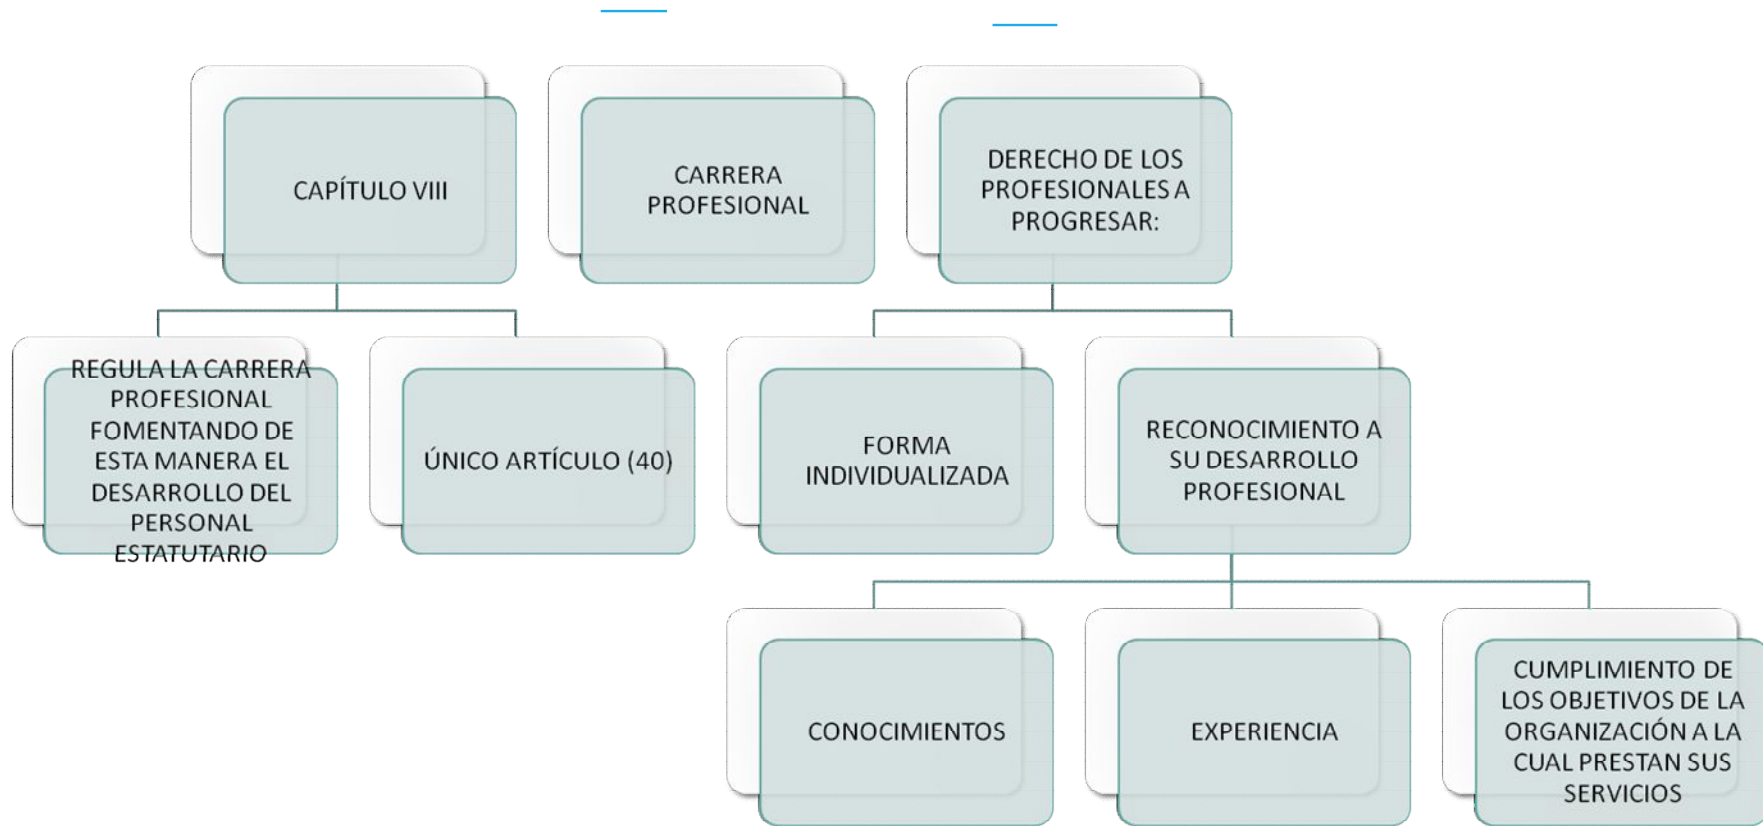 CAPÍTULO VIII
CARRERA
PROFESIONAL
DERECHO DE LOS
PROFESIONALES A
PROGRESAR:
REGULA LA CARRERA
PROFESIONAL
FOMENTANDO DE
ESTA MANERA EL
DESARROLLO DEL
PERSONAL
ESTATUTARIO
ÚNICO ARTÍCULO (40)
FORMA
INDIVIDUALIZADA
RECONOCIMIENTO A
SU DESARROLLO
PROFESIONAL
CONOCIMIENTOS
EXPERIENCIA
CUMPLIMIENTO DE
LOS OBJETIVOS DE LA
ORGANIZACIÓN A LA
CUAL PRESTAN SUS
SERVICIOS